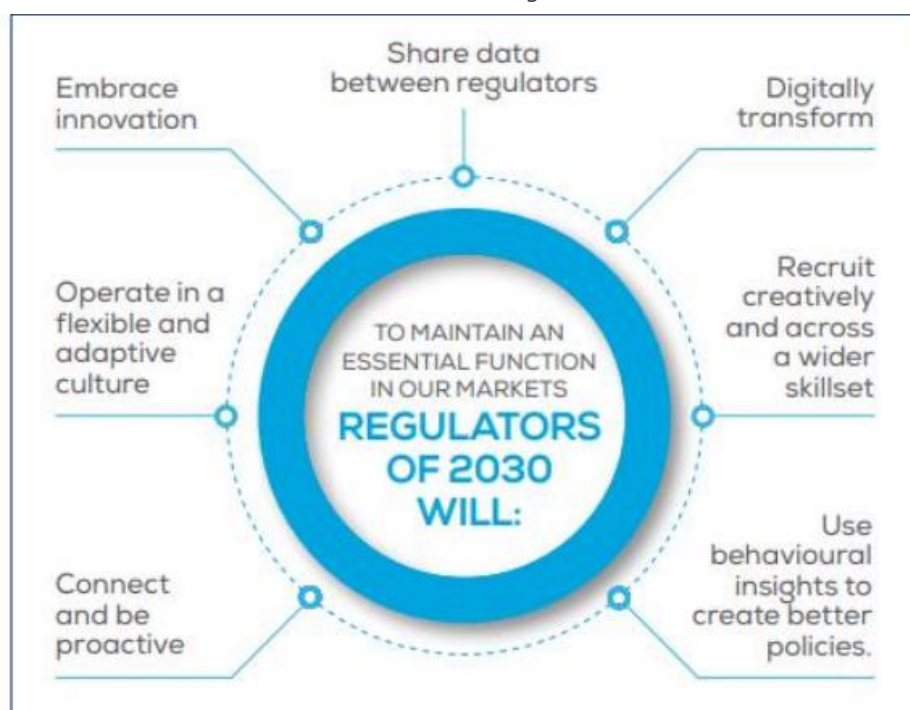 Share data
between regulators
Embrace
innovation
Digitally
transform
Operate in a
flexible and
adaptive
culture
Recruit
creatively
and across
a wider
skillset
TO MAINTAIN AN
ESSENTIAL FUNCTION
IN OUR MARKETS
REGULATORS
OF 2030
WILL:
Connect
and be
proactive
Use
behavioural
insights to
create better
policies.